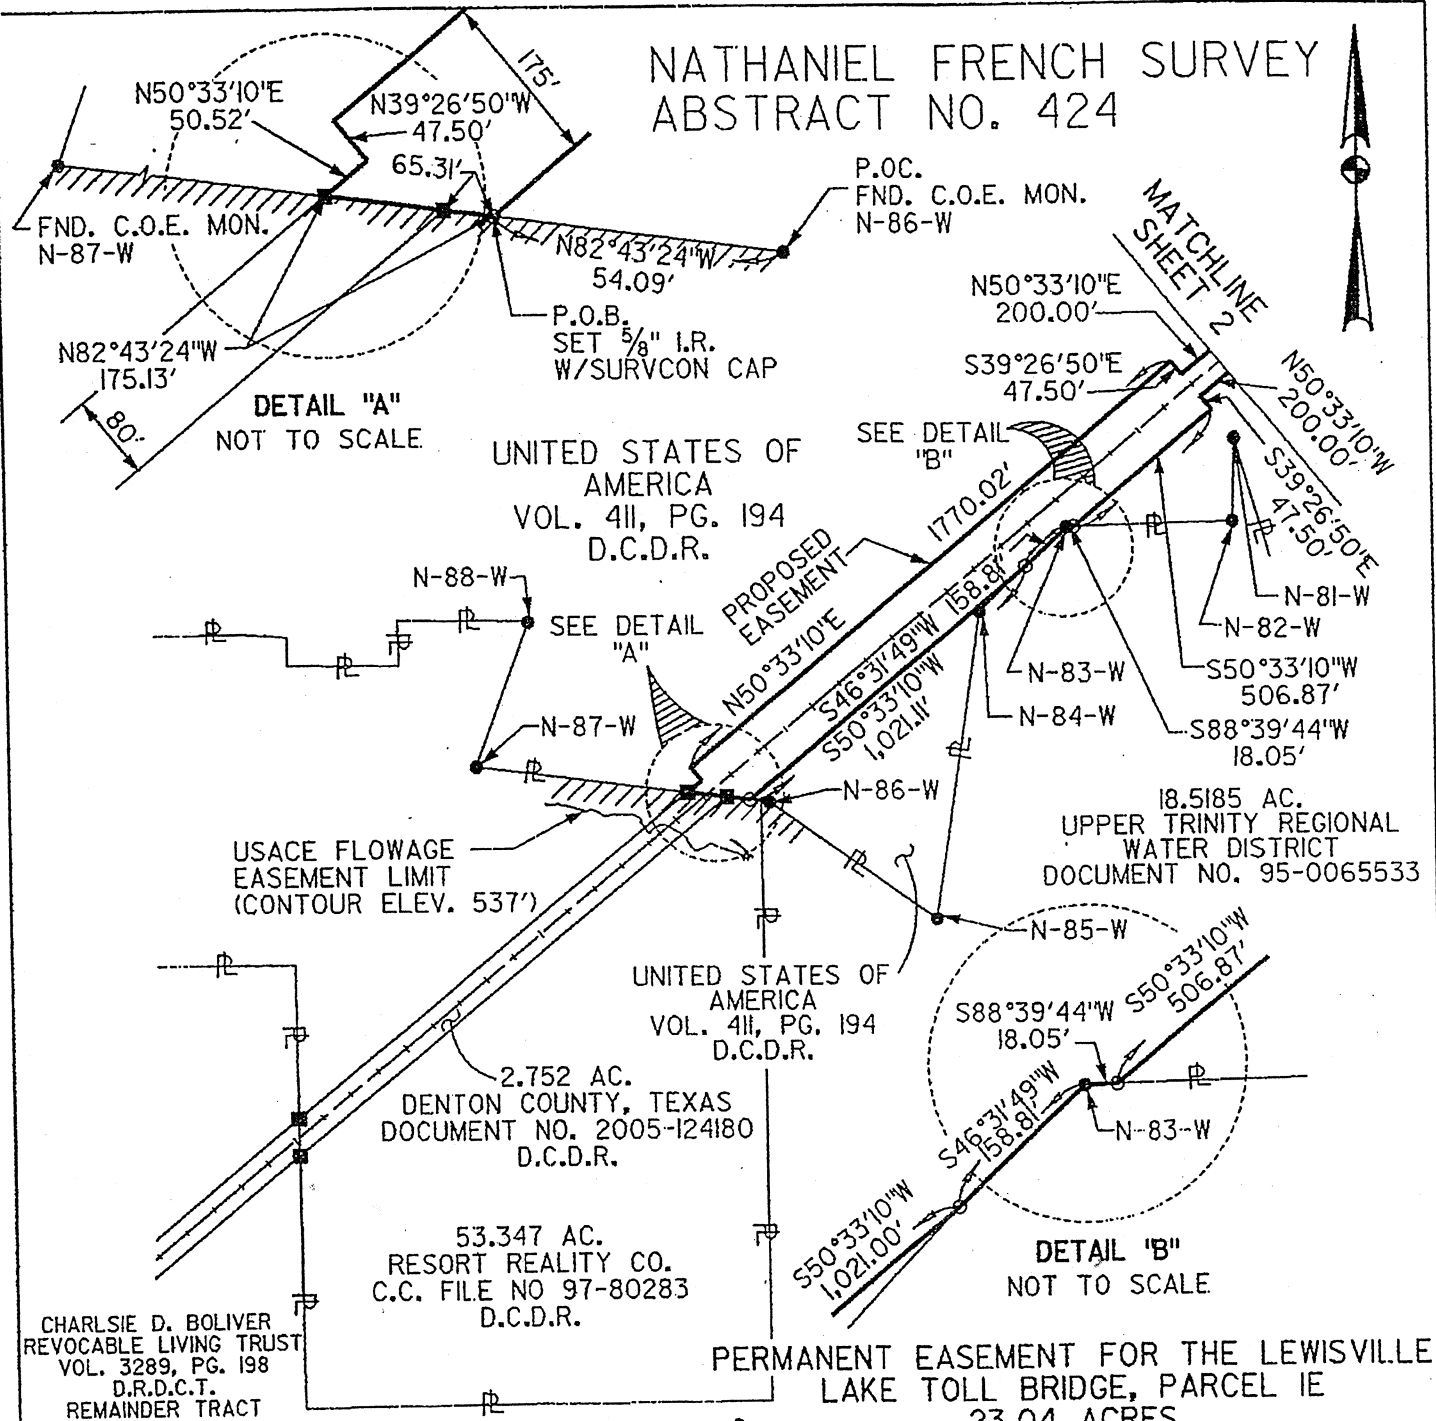 NATHANIEL FRENCH SURVEY
ABSTRACT NO. 424
N50°33'10"E
50.52'
N39°26'50"W
47.50'
65.31'
175'
FND. C.O.E. MON.
N-87-W
P.OC.
FND. C.O.E. MON.
N-86-W
N82°43'24"W
54.09'
P.O.B.
SET 5/8" I.R.
W/SURVCON CAP
N82°43'24"W
175.13'
80'
DETAIL "A"
NOT TO SCALE
MATCHLINE
SHEET 2
N50°33'10"E
200.00'
S39°26'50"E
47.50'
N50°33'10"W
200.00'
S39°26'50"E
47.50'
SEE DETAIL
"B"
UNITED STATES OF
AMERICA
VOL. 411, PG. 194
D.C.D.R.
1770.02'
PROPOSED
EASEMENT
N50°33'10"E
S46°31'49"W 158.81'
S50°33'10"W
1,021.11'
N-88-W
SEE DETAIL
"A"
N-87-W
N-86-W
N-81-W
N-82-W
N-83-W
N-84-W
S50°33'10"W
506.87'
S88°39'44"W
18.05'
18.5185 AC.
UPPER TRINITY REGIONAL
WATER DISTRICT
DOCUMENT NO. 95-0065533
USACE FLOWAGE
EASEMENT LIMIT
(CONTOUR ELEV. 537')
N-85-W
UNITED STATES OF
AMERICA
VOL. 411, PG. 194
D.C.D.R.
2.752 AC.
DENTON COUNTY, TEXAS
DOCUMENT NO. 2005-124180
D.C.D.R.
53.347 AC.
RESORT REALITY CO.
C.C. FILE NO 97-80283
D.C.D.R.
CHARLSIE D. BOLIVER
REVOCABLE LIVING TRUST
VOL. 3289, PG. 198
D.R.D.C.T.
REMAINDER TRACT
S50°33'10"W
506.87'
S88°39'44"W
18.05'
S46°31'49"W
158.81'
N-83-W
S50°33'10"W
1,021.00'
DETAIL "B"
NOT TO SCALE
PERMANENT EASEMENT FOR THE LEWISVILLE
LAKE TOLL BRIDGE, PARCEL 1E
23.04 ACRES